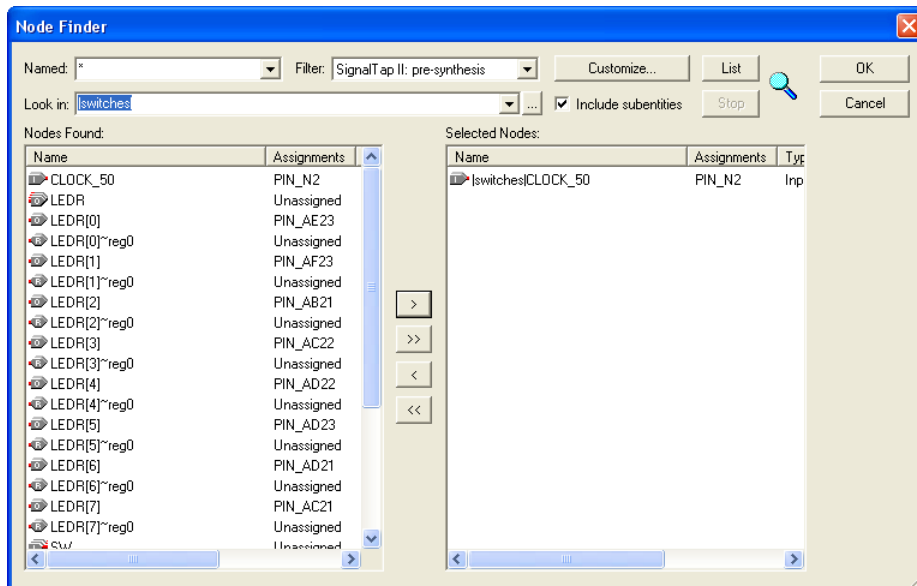 Node Finder
Named: * Filter: SignalTap II: pre-synthesis Customize... List OK
Look in: |switches ... Include subentities Stop Cancel
Nodes Found: Selected Nodes:
Name Assignments Name Assignments Typ
CLOCK_50 PIN_N2 |switches|CLOCK_50 PIN_N2 Inp
LEDR Unassigned
LEDR[0] PIN_AE23
LEDR[0]~reg0 Unassigned
LEDR[1] PIN_AF23
LEDR[1]~reg0 Unassigned
LEDR[2] PIN_AB21
LEDR[2]~reg0 Unassigned
>
LEDR[3] PIN_AC22
>>
LEDR[3]~reg0 Unassigned
LEDR[4] PIN_AD22
<
LEDR[4]~reg0 Unassigned
<<
LEDR[5] PIN_AD23
LEDR[5]~reg0 Unassigned
LEDR[6] PIN_AD21
LEDR[6]~reg0 Unassigned
LEDR[7] PIN_AC21
LEDR[7]~reg0 Unassigned
SW Unassigned